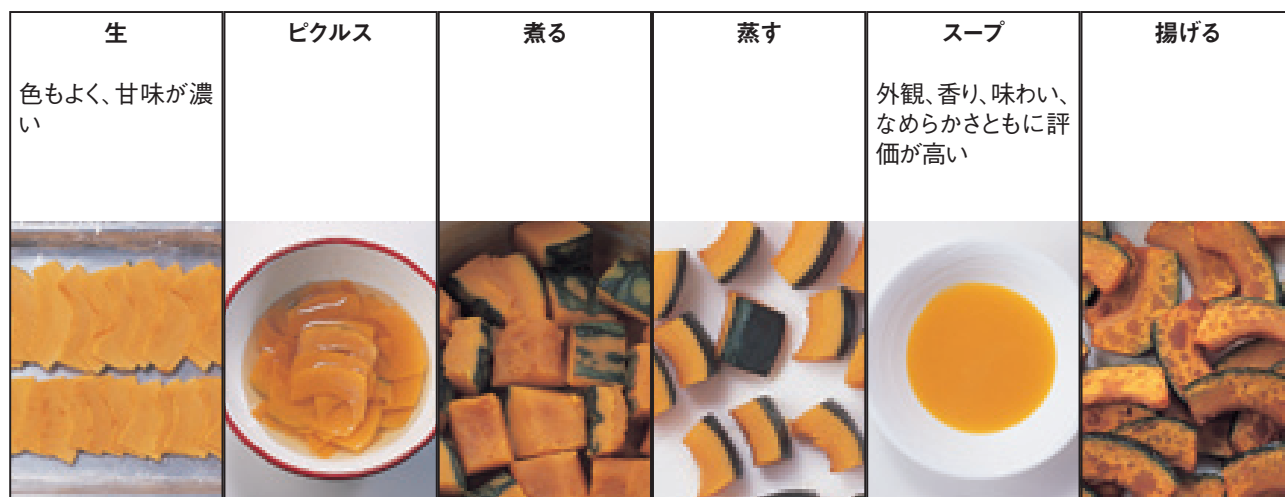 生
ピクルス
煮る
蒸す
スープ
揚げる
色もよく、甘味が濃
い
外観、香り、味わい、
なめらかさともに評
価が高い